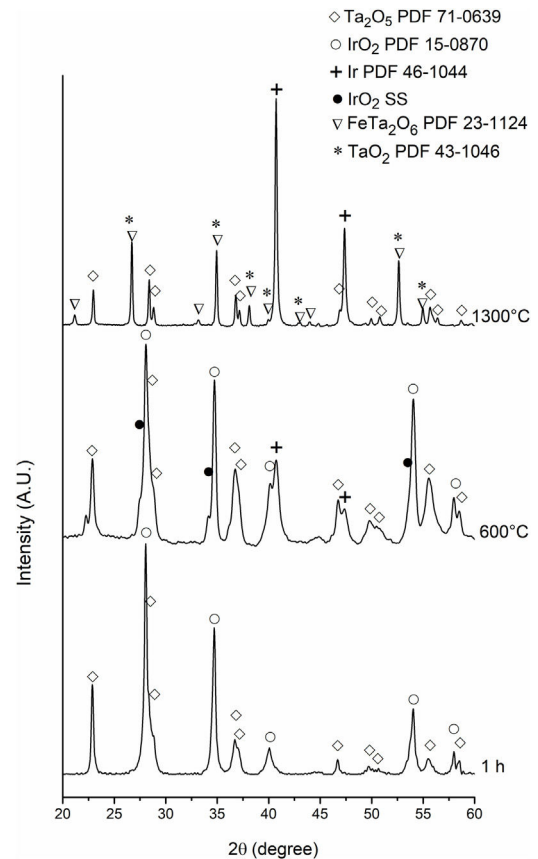 ◇ Ta₂O₅ PDF 71-0639
○ IrO₂ PDF 15-0870
+ Ir PDF 46-1044
● IrO₂ SS
▽ FeTa₂O₆ PDF 23-1124
* TaO₂ PDF 43-1046
1300°C
600°C
1 h
Intensity (A.U.)
20 25 30 35 40 45 50 55 60
2θ (degree)